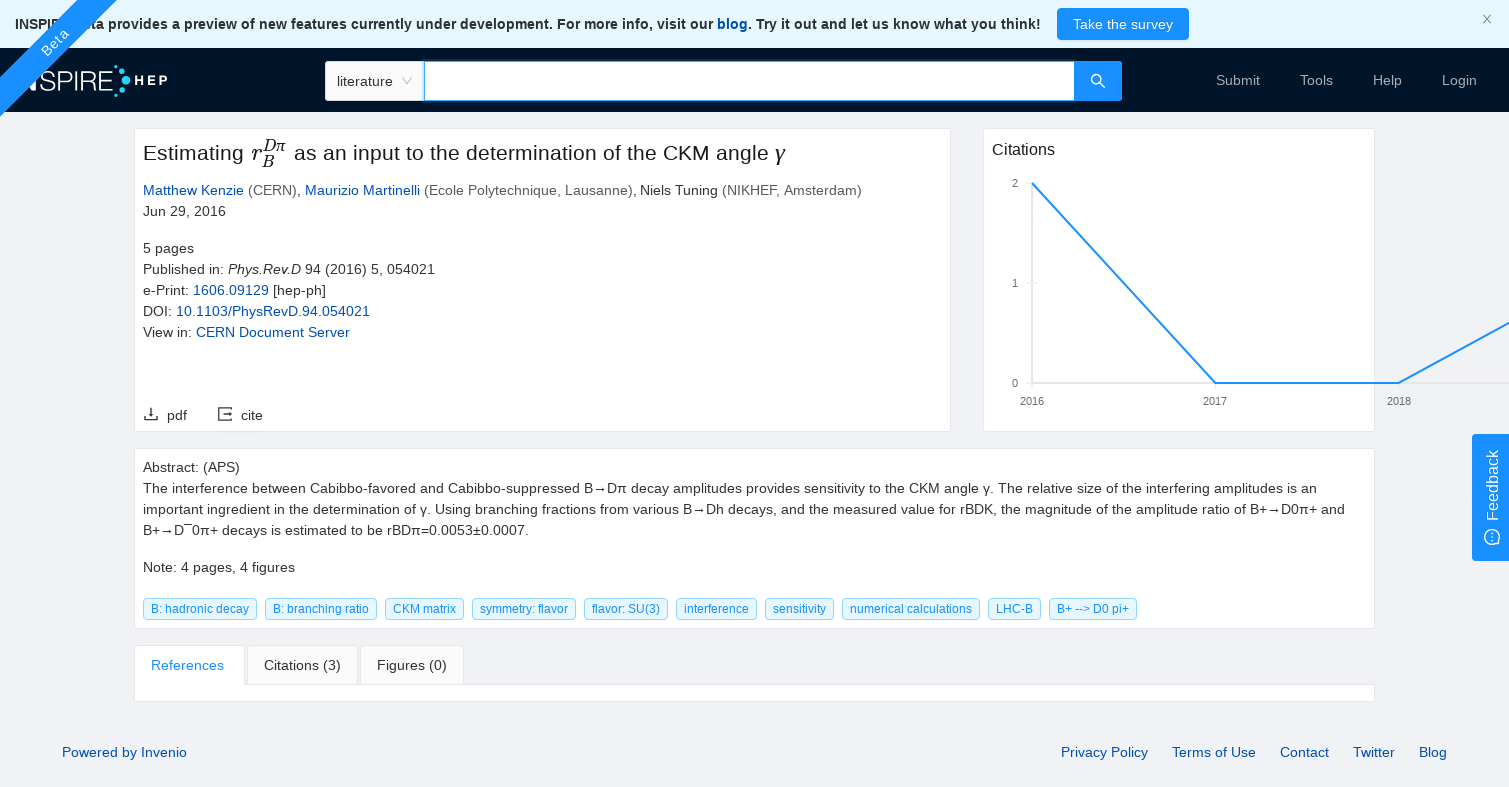 INSPIRE Beta provides a preview of new features currently under development. For more info, visit our blog. Try it out and let us know what you think!
Take the survey
Beta
INSPIRE HEP
literature
Submit
Tools
Help
Login
Estimating r_B^{Dπ} as an input to the determination of the CKM angle γ
Matthew Kenzie (CERN), Maurizio Martinelli (Ecole Polytechnique, Lausanne), Niels Tuning (NIKHEF, Amsterdam)
Jun 29, 2016
5 pages
Published in: Phys.Rev.D 94 (2016) 5, 054021
e-Print: 1606.09129 [hep-ph]
DOI: 10.1103/PhysRevD.94.054021
View in: CERN Document Server
pdf
cite
Citations
2
1
0
2016
2017
2018
Abstract: (APS)
The interference between Cabibbo-favored and Cabibbo-suppressed B→Dπ decay amplitudes provides sensitivity to the CKM angle γ. The relative size of the interfering amplitudes is an
important ingredient in the determination of γ. Using branching fractions from various B→Dh decays, and the measured value for rBDK, the magnitude of the amplitude ratio of B+→D0π+ and
B+→D¯0π+ decays is estimated to be rBDπ=0.0053±0.0007.
Note: 4 pages, 4 figures
B: hadronic decay
B: branching ratio
CKM matrix
symmetry: flavor
flavor: SU(3)
interference
sensitivity
numerical calculations
LHC-B
B+ --> D0 pi+
References
Citations (3)
Figures (0)
Feedback
Powered by Invenio
Privacy Policy
Terms of Use
Contact
Twitter
Blog